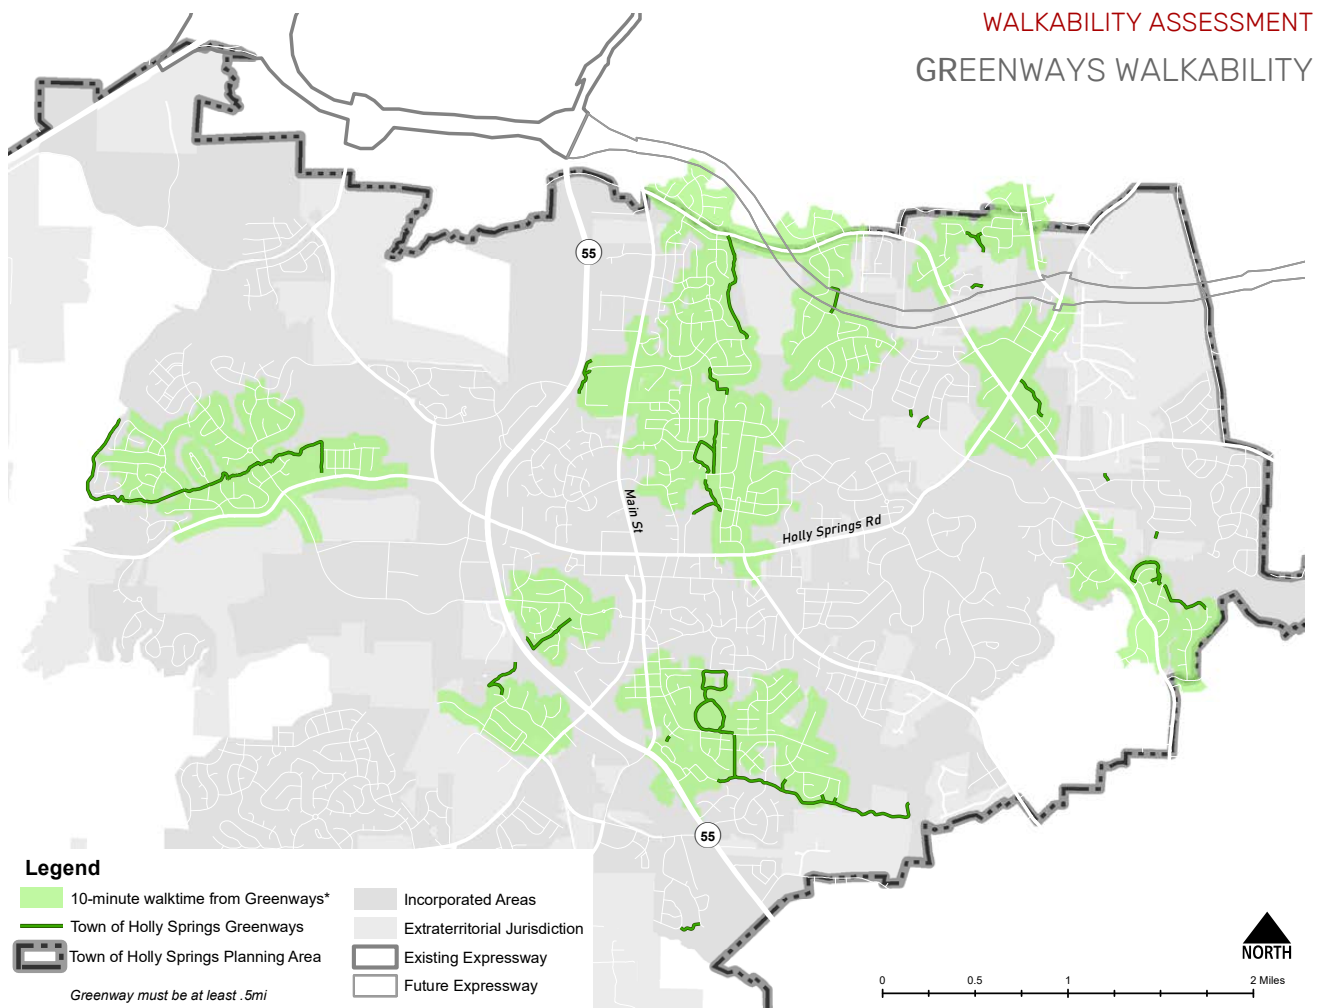 WALKABILITY ASSESSMENT
GREENWAYS WALKABILITY
55
Main St
Holly Springs Rd
55
Legend
10-minute walktime from Greenways*
Town of Holly Springs Greenways
Town of Holly Springs Planning Area
Greenway must be at least .5mi
Incorporated Areas
Extraterritorial Jurisdiction
Existing Expressway
Future Expressway
NORTH
0 0.5 1 2 Miles